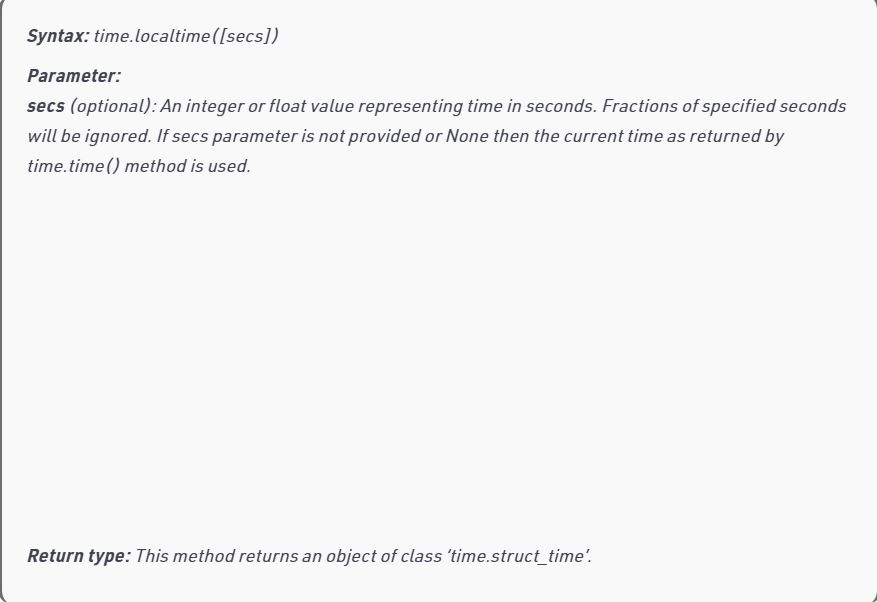 Syntax: time.localtime([secs])
Parameter:
secs (optional): An integer or float value representing time in seconds. Fractions of specified seconds
will be ignored. If secs parameter is not provided or None then the current time as returned by
time.time() method is used.
Return type: This method returns an object of class ‘time.struct_time’.